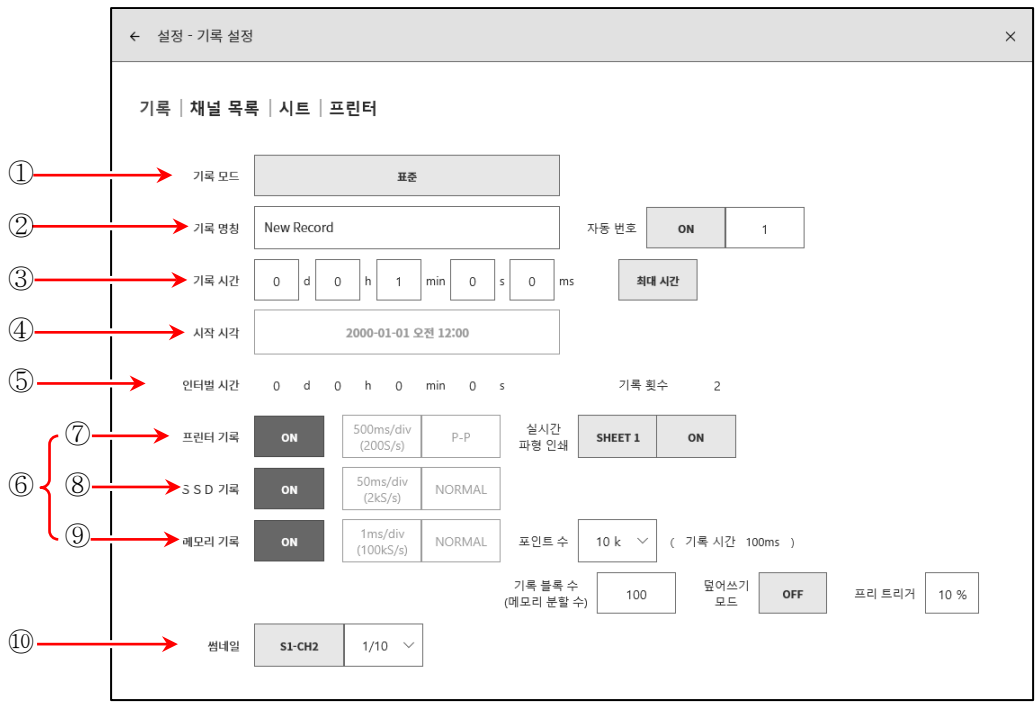 ← 설정 - 기록 설정 ×
기록 | 채널 목록 | 시트 | 프린터
① 기록 모드 표준
② 기록 명칭 New Record 자동 번호 ON 1
③ 기록 시간 0 d 0 h 1 min 0 s 0 ms 최대 시간
④ 시작 시각 2000-01-01 오전 12:00
⑤ 인터벌 시간 0 d 0 h 0 min 0 s 기록 횟수 2
⑥
⑦ 프린터 기록 ON 500ms/div (200S/s) P-P 실시간 파형 인쇄 SHEET 1 ON
⑧ S S D 기록 ON 50ms/div (2kS/s) NORMAL
⑨ 메모리 기록 ON 1ms/div (100kS/s) NORMAL 포인트 수 10 k ( 기록 시간 100ms )
기록 블록 수 (메모리 분할 수) 100 덮어쓰기 모드 OFF 프리 트리거 10 %
⑩ 썸네일 S1-CH2 1/10